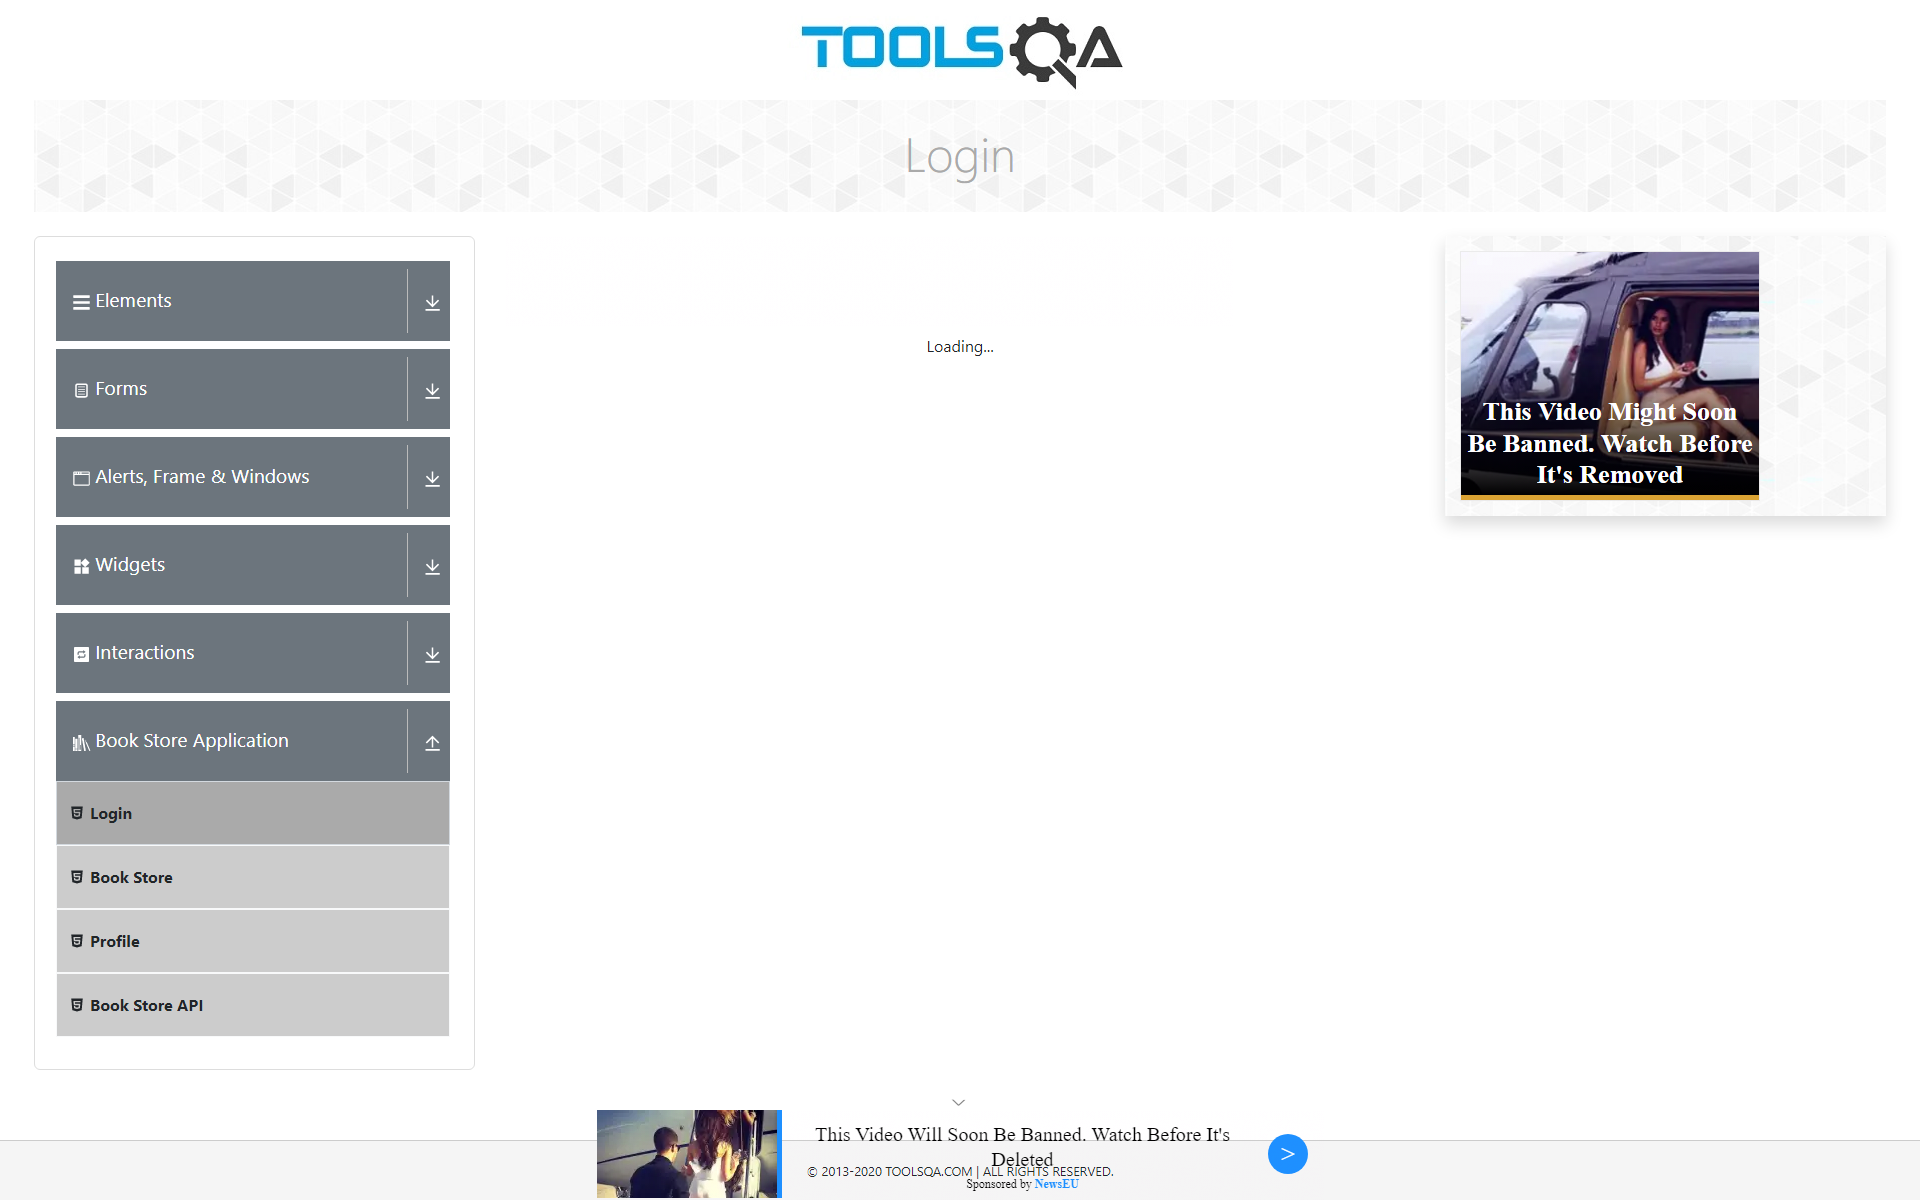 TOOLSQA
Login
Elements
Forms
Alerts, Frame & Windows
Widgets
Interactions
Book Store Application
Login
Book Store
Profile
Book Store API
Loading...
This Video Might Soon
Be Banned. Watch Before
It's Removed
This Video Will Soon Be Banned. Watch Before It's
Deleted
© 2013-2020 TOOLSQA.COM | ALL RIGHTS RESERVED.
Sponsored by NewsEU